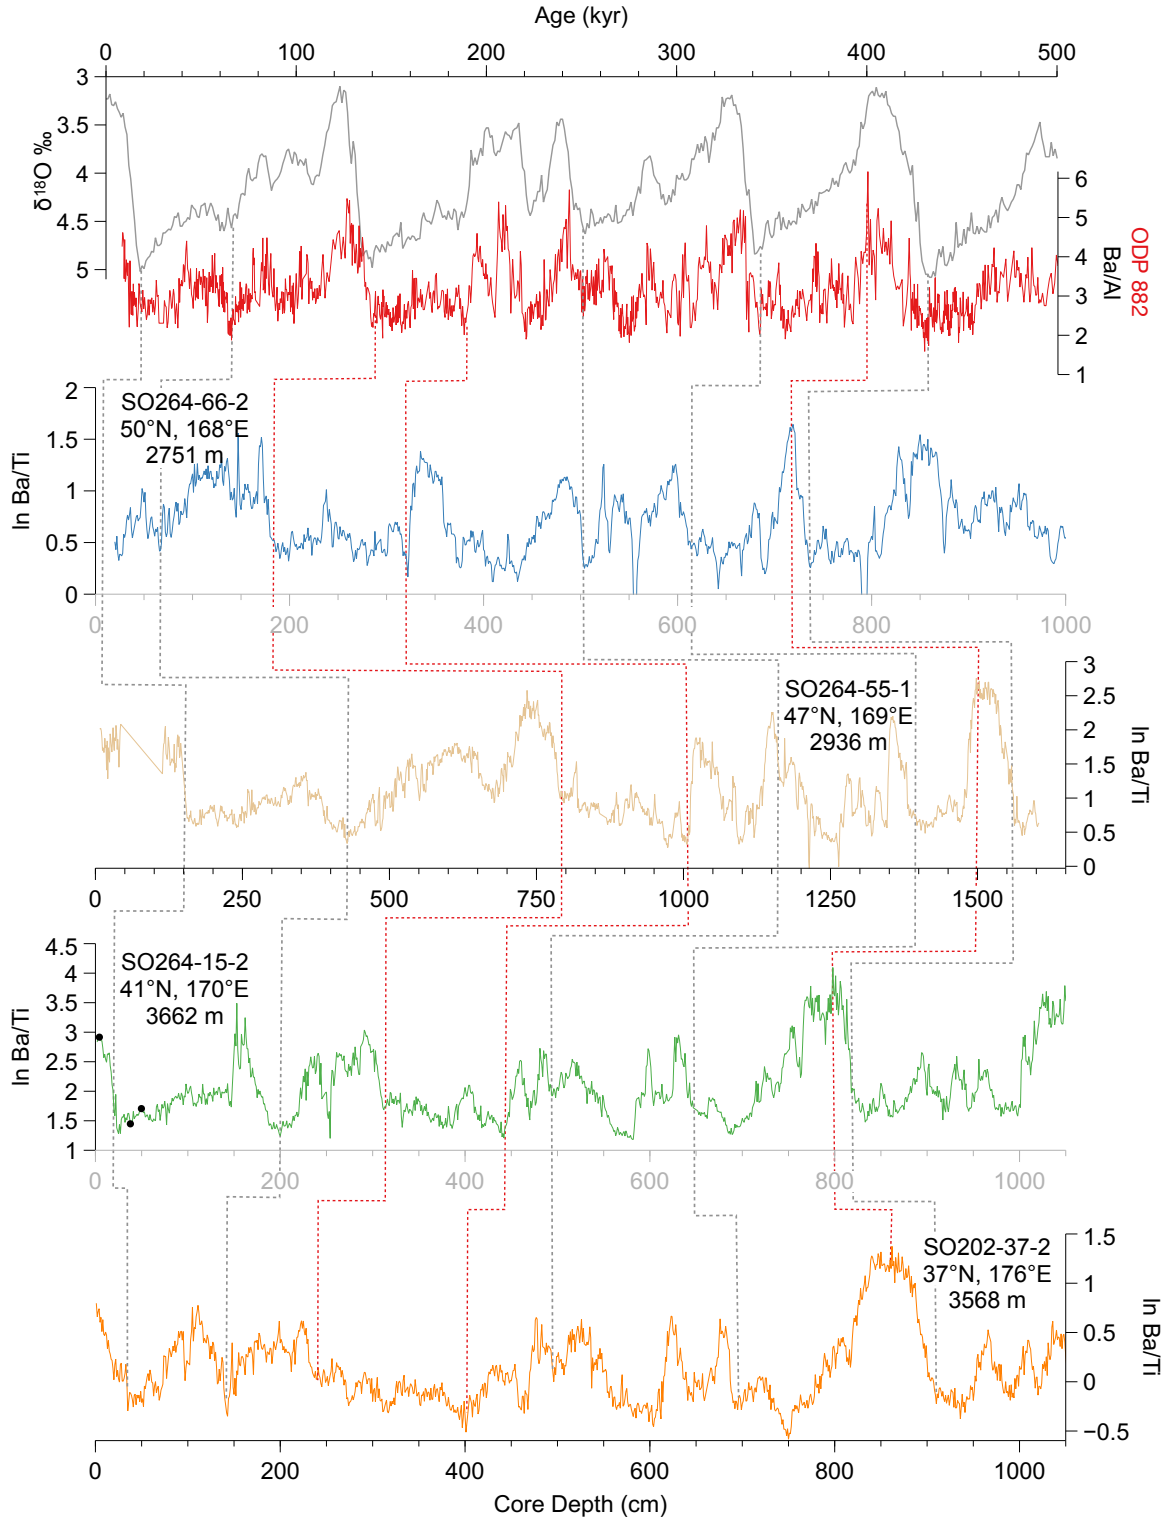 Age (kyr)
0 100 200 300 400 500
3
3.5
4
4.5
5
δ¹⁸O ‰
6
5
4
3
2
1
Ba/Al
ODP 882
SO264-66-2
50°N, 168°E
2751 m
2
1.5
1
0.5
0
ln Ba/Ti
0 200 400 600 800 1000
SO264-55-1
47°N, 169°E
2936 m
3
2.5
2
1.5
1
0.5
0
ln Ba/Ti
0 250 500 750 1000 1250 1500
SO264-15-2
41°N, 170°E
3662 m
4.5
4
3.5
3
2.5
2
1.5
1
ln Ba/Ti
0 200 400 600 800 1000
SO202-37-2
37°N, 176°E
3568 m
1.5
1
0.5
0
−0.5
ln Ba/Ti
0 200 400 600 800 1000
Core Depth (cm)